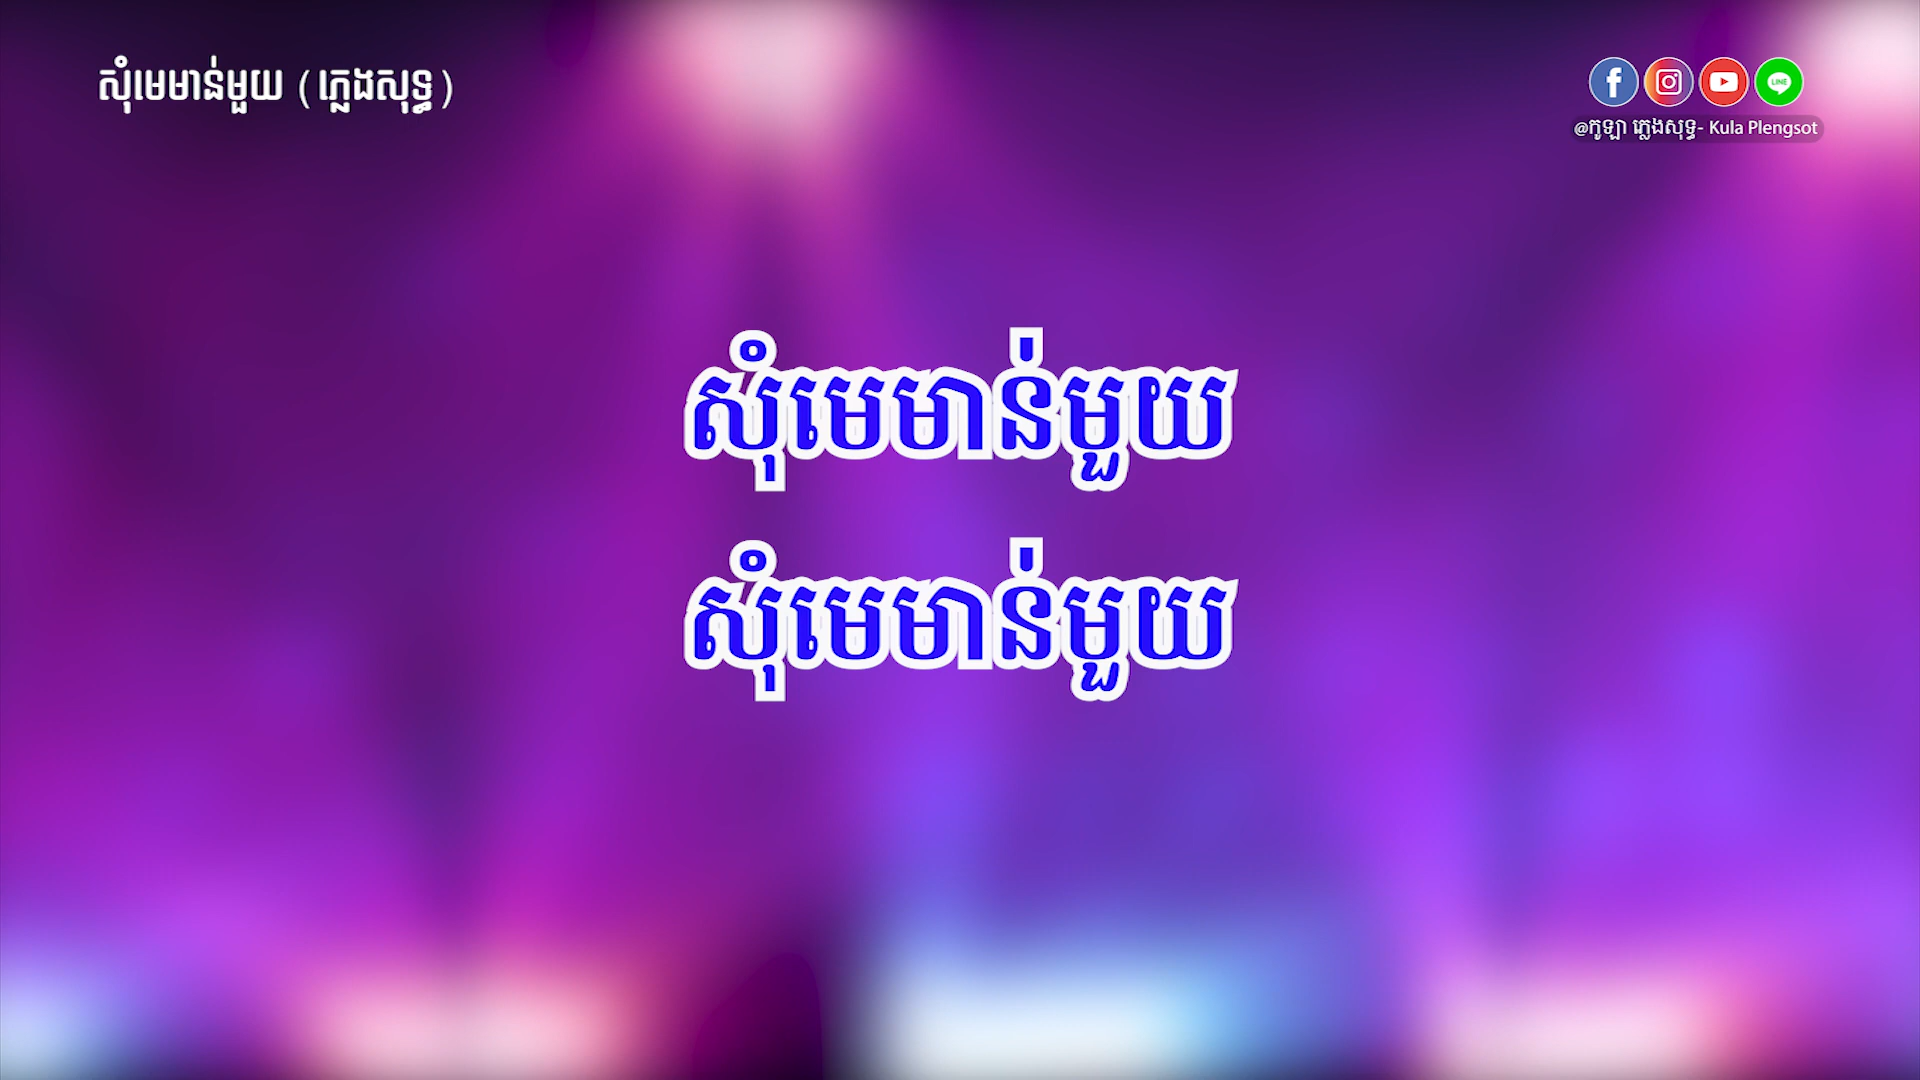 សុំមេមាន់មួយ (ភ្លេងសុទ្ធ)
LINE
@កូឡា ភ្លេងសុទ្ធ- Kula Plengsot
សុំមេមាន់មួយ
សុំមេមាន់មួយ